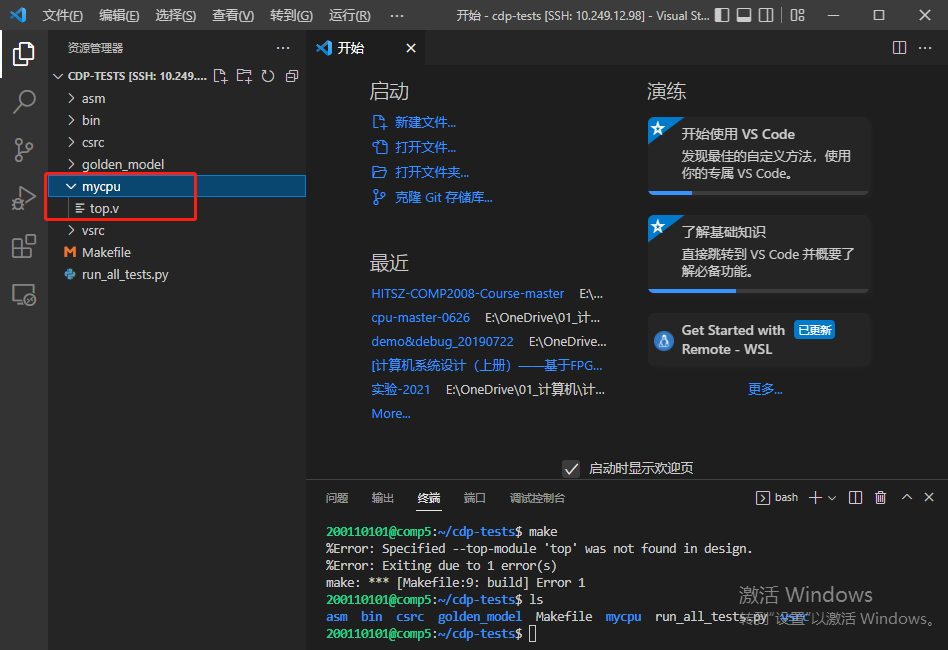 文件(F) 编辑(E) 选择(S) 查看(V) 转到(G) 运行(R) ··· 开始 - cdp-tests [SSH: 10.249.12.98] - Visual St...
资源管理器 ···
CDP-TESTS [SSH: 10.249....
asm
bin
csrc
golden_model
mycpu
top.v
vsrc
Makefile
run_all_tests.py
开始
启动
新建文件...
打开文件...
打开文件夹...
克隆 Git 存储库...
最近
HITSZ-COMP2008-Course-master E:\...
cpu-master-0626 E:\OneDrive\01_计...
demo&debug_20190722 E:\OneDrive...
[计算机系统设计（上册）——基于FPG...
实验-2021 E:\OneDrive\01_计算机\计...
More...
演练
开始使用 VS Code
发现最佳的自定义方法，使用
你的专属 VS Code。
了解基础知识
直接跳转到 VS Code 并概要了
解必备功能。
Get Started with 已更新
Remote - WSL
更多...
启动时显示欢迎页
问题 输出 终端 端口 调试控制台 bash
200110101@comp5:~/cdp-tests$ make
%Error: Specified --top-module 'top' was not found in design.
%Error: Exiting due to 1 error(s)
make: *** [Makefile:9: build] Error 1
200110101@comp5:~/cdp-tests$ ls
asm bin csrc golden_model Makefile mycpu run_all_tests.py vsrc
200110101@comp5:~/cdp-tests$
激活 Windows
转到"设置"以激活 Windows。